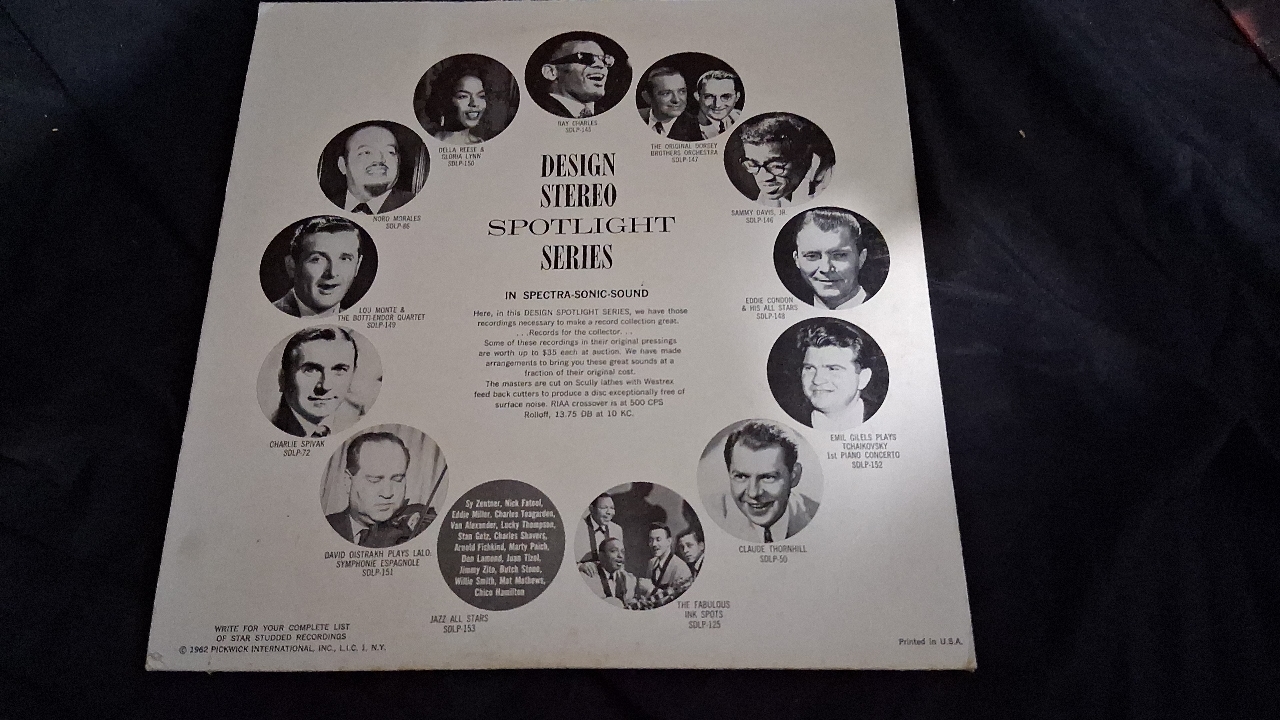 RAY CHARLES
SDLP-145
DELLA REESE &
GLORIA LYNN
SDLP-150
THE ORIGINAL DORSEY
BROTHERS ORCHESTRA
SDLP-147
NORO MORALES
SDLP-66
SAMMY DAVIS, JR.
SDLP-146
DESIGN
STEREO
SPOTLIGHT
SERIES
IN SPECTRA-SONIC-SOUND
Here, in this DESIGN SPOTLIGHT SERIES, we have those
recordings necessary to make a record collection great.
. . .Records for the collector. . .
Some of these recordings in their original pressings
are worth up to $35 each at auction. We have made
arrangements to bring you these great sounds at a
fraction of their original cost.
The masters are cut on Scully lathes with Westrex
feed back cutters to produce a disc exceptionally free of
surface noise. RIAA crossover is at 500 CPS
Rolloff, 13.75 DB at 10 KC.
LOU MONTE &
THE BOTTI-ENDOR QUARTET
SDLP-149
EDDIE CONDON
& HIS ALL STARS
SDLP-148
CHARLIE SPIVAK
SDLP-72
EMIL GILELS PLAYS
TCHAIKOVSKY
1st PIANO CONCERTO
SDLP-152
DAVID OISTRAKH PLAYS LALO.
SYMPHONIE ESPAGNOLE
SDLP-151
Sy Zentner, Nick Fatool,
Eddie Miller, Charles Teagarden,
Van Alexander, Lucky Thompson,
Stan Getz, Charles Shavers,
Arnold Fishkind, Marty Paich,
Don Lamond, Juan Tizol,
Jimmy Zito, Butch Stone,
Willie Smith, Mat Mathews,
Chico Hamilton
JAZZ ALL STARS
SDLP-153
THE FABULOUS
INK SPOTS
SDLP-125
CLAUDE THORNHILL
SDLP-50
WRITE FOR YOUR COMPLETE LIST
OF STAR STUDDED RECORDINGS
© 1962 PICKWICK INTERNATIONAL, INC., L.I.C. 1, N.Y.
Printed in U.S.A.